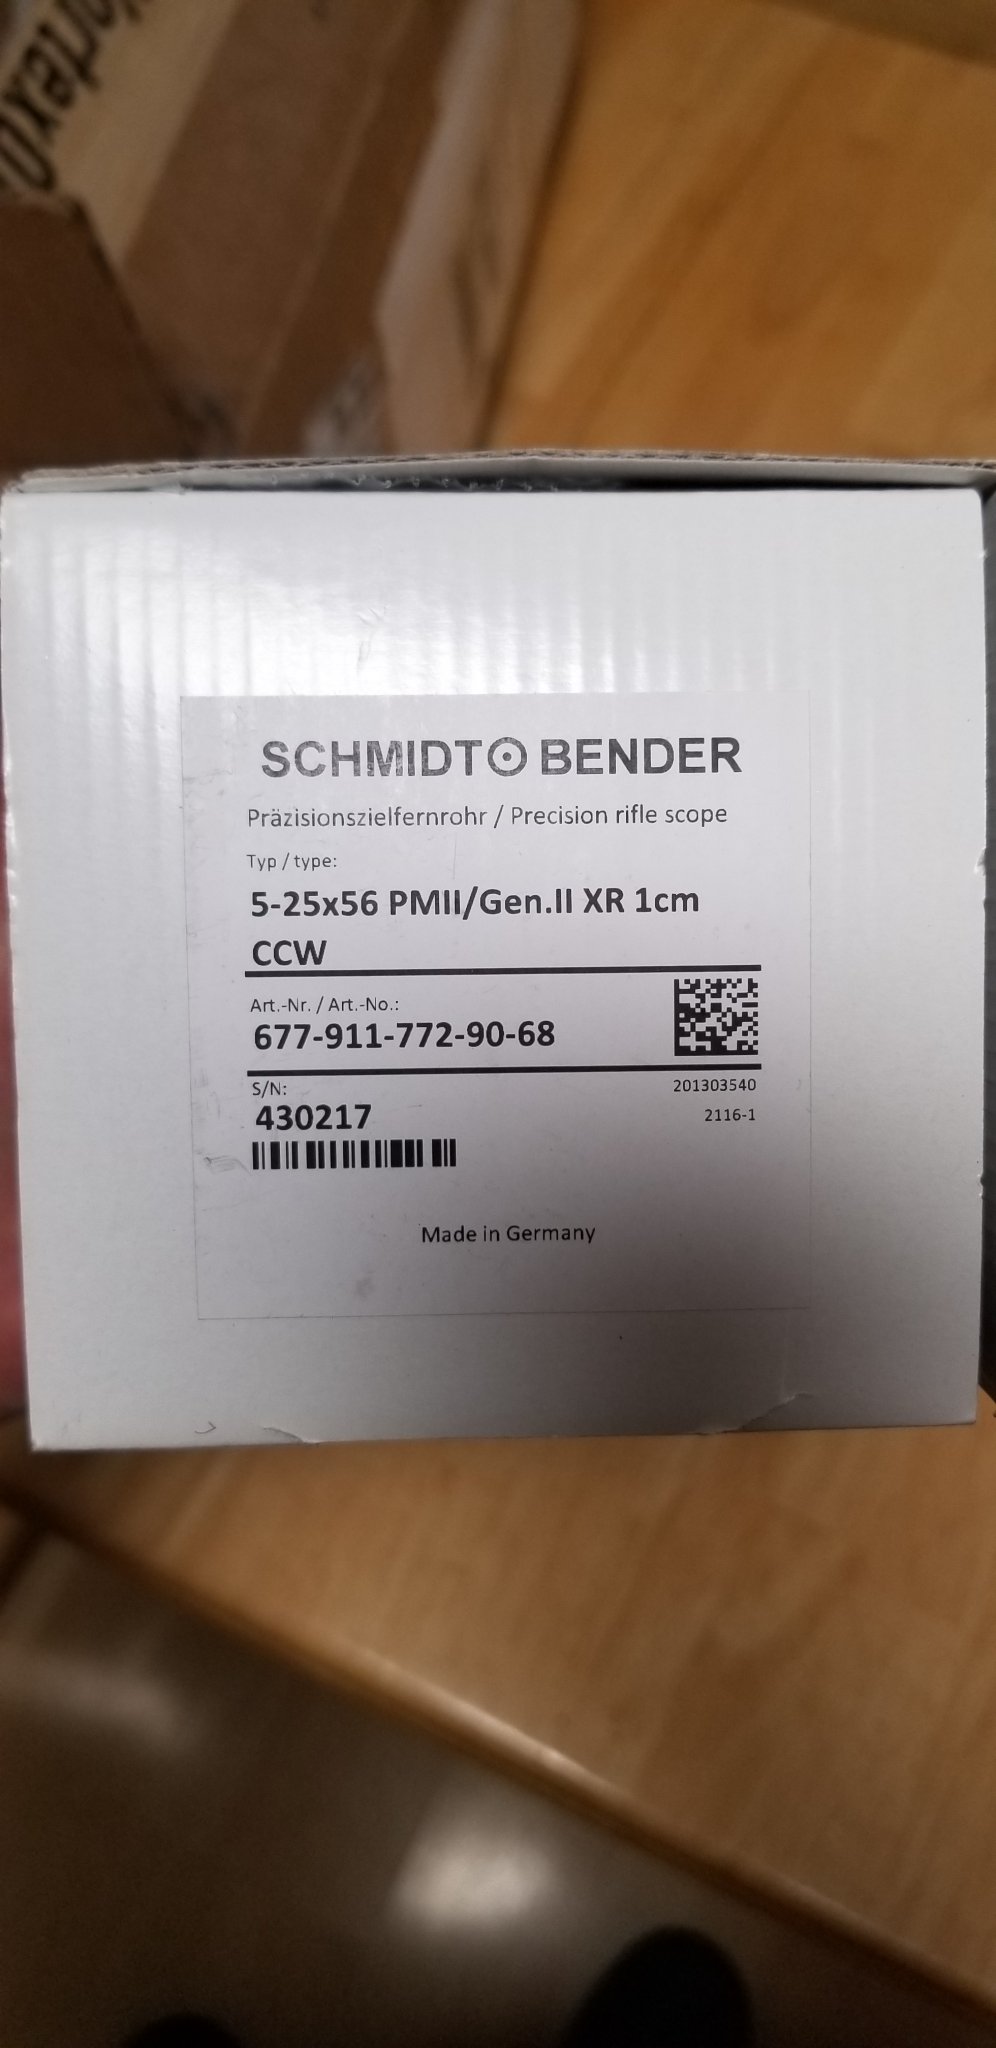 SCHMIDT BENDER
Präzisionszielfernrohr / Precision rifle scope
Typ / type:
5-25x56 PMII/Gen.II XR 1cm
CCW
Art.-Nr. / Art.-No.:
677-911-772-90-68
S/N:
430217
201303540
2116-1
Made in Germany